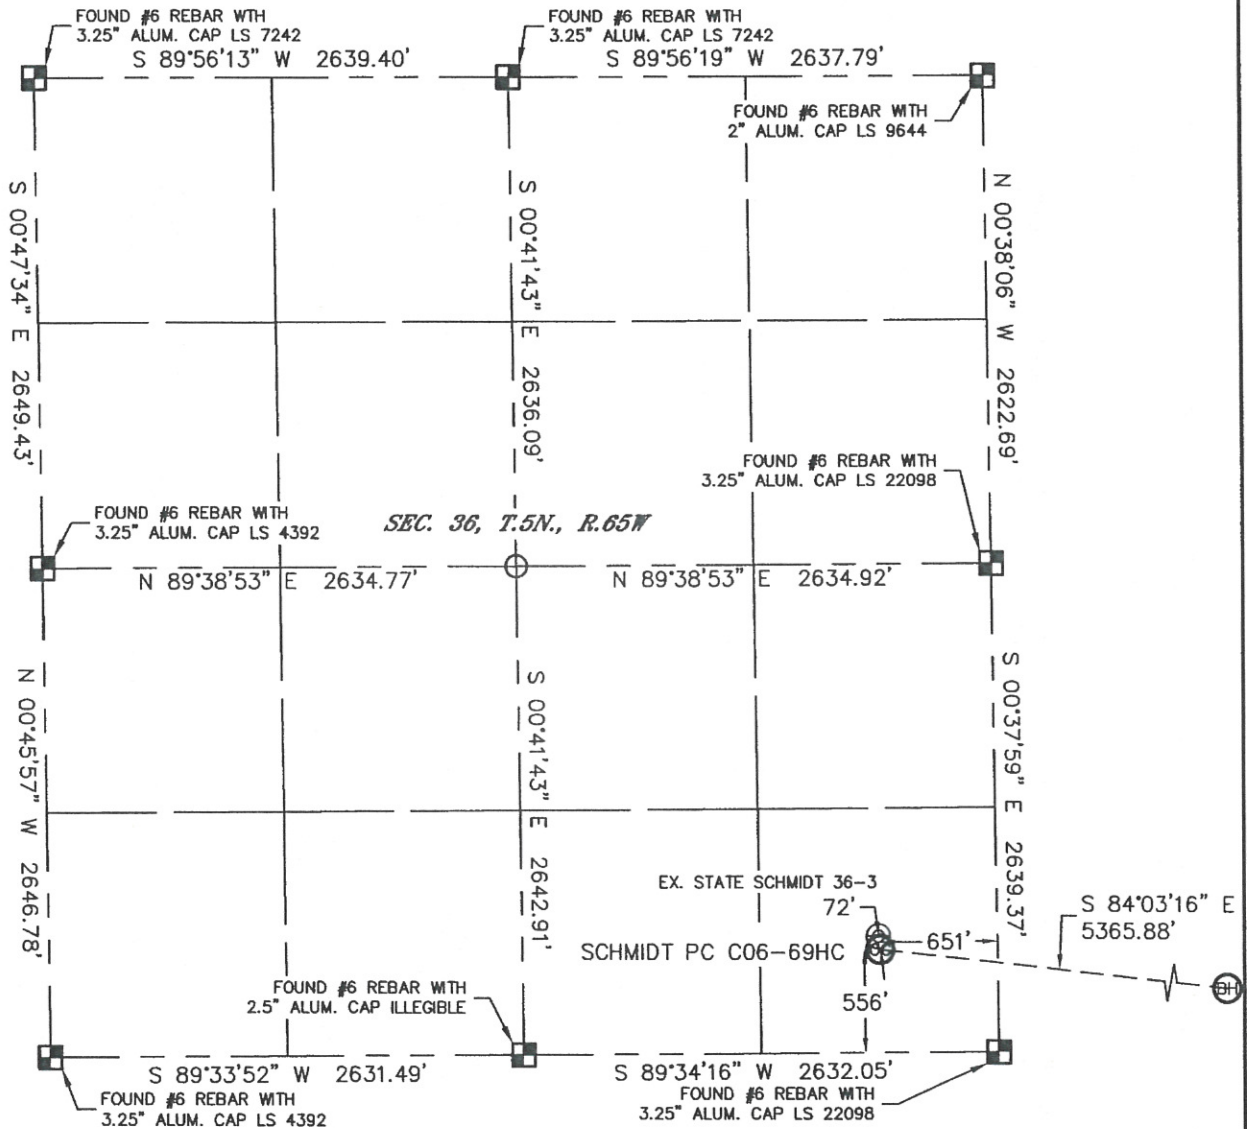 FOUND #6 REBAR WTH
3.25" ALUM. CAP LS 7242
S 89°56'13" W 2639.40'
FOUND #6 REBAR WITH
3.25" ALUM. CAP LS 7242
S 89°56'19" W 2637.79'
FOUND #6 REBAR WITH
2" ALUM. CAP LS 9644
S 00°47'34" E 2649.43'
S 00°41'43" E 2636.09'
N 00°38'06" W 2622.69'
FOUND #6 REBAR WITH
3.25" ALUM. CAP LS 22098
FOUND #6 REBAR WITH
3.25" ALUM. CAP LS 4392
SEC. 36, T.5N., R.65W
N 89°38'53" E 2634.77'
N 89°38'53" E 2634.92'
N 00°45'57" W 2646.78'
S 00°41'43" E 2642.91'
S 00°37'59" E 2639.37'
EX. STATE SCHMIDT 36-3
72'
SCHMIDT PC C06-69HC
651'
556'
S 84°03'16" E
5365.88'
BH
FOUND #6 REBAR WITH
2.5" ALUM. CAP ILLEGIBLE
S 89°33'52" W 2631.49'
S 89°34'16" W 2632.05'
FOUND #6 REBAR WITH
3.25" ALUM. CAP LS 4392
FOUND #6 REBAR WITH
3.25" ALUM. CAP LS 22098